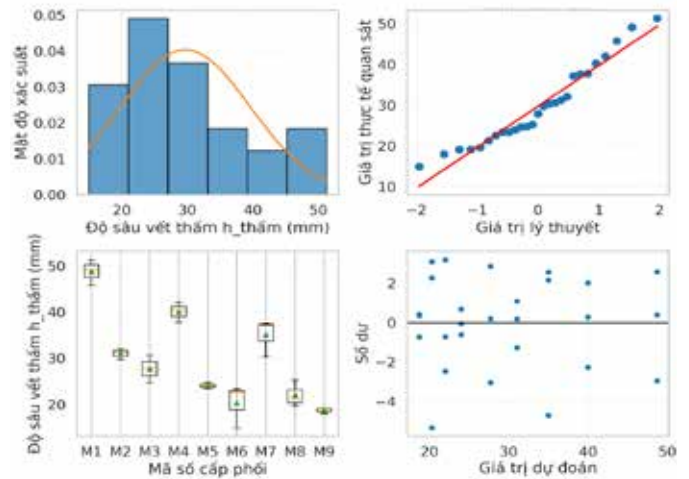 0.05
0.04
0.03
0.02
0.01
0.00
Mật độ xác suất
20 30 40 50
Độ sâu vết thấm h_thấm (mm)
50
40
30
20
10
Giá trị thực tế quan sát
−2 −1 0 1 2
Giá trị lý thuyết
50
40
30
20
Độ sâu vết thấm h_thấm (mm)
M1 M2 M3 M4 M5 M6 M7 M8 M9
Mã số cấp phối
2
0
−2
−4
Số dư
20 30 40 50
Giá trị dự đoán